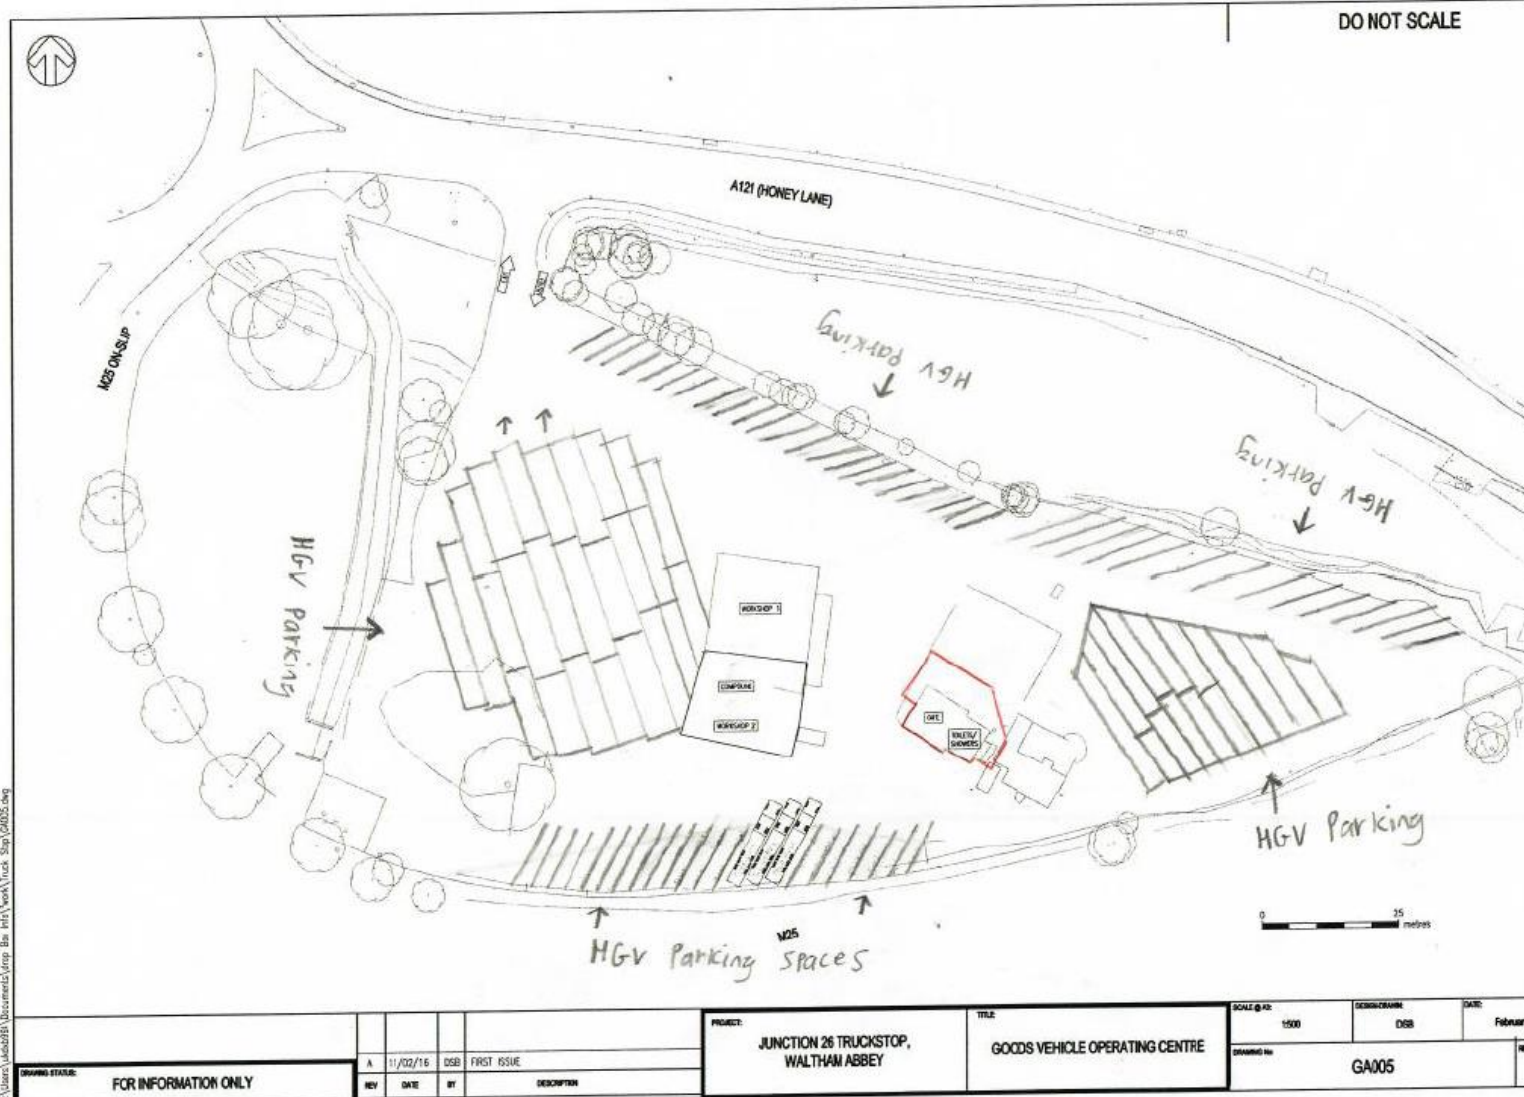 DO NOT SCALE
A121 (HONEY LANE)
M25 ON-SLIP
EXIT
HGV Parking
HGV Parking
HGV Parking
WORKSHOP 1
COMPOUND
WORKSHOP 2
CAFE
TOILETS/
SHOWERS
HGV Parking
HGV Parking Spaces
M25
0 25
metres
DRAWING STATUS:
FOR INFORMATION ONLY
A 11/02/16 DSB FIRST ISSUE
REV DATE BY DESCRIPTION
PROJECT:
JUNCTION 26 TRUCKSTOP,
WALTHAM ABBEY
TITLE:
GOODS VEHICLE OPERATING CENTRE
SCALE @ A3:
1:500
DESIGN-DRAWN:
DSB
DATE:
Februar
DRAWING No
GA005